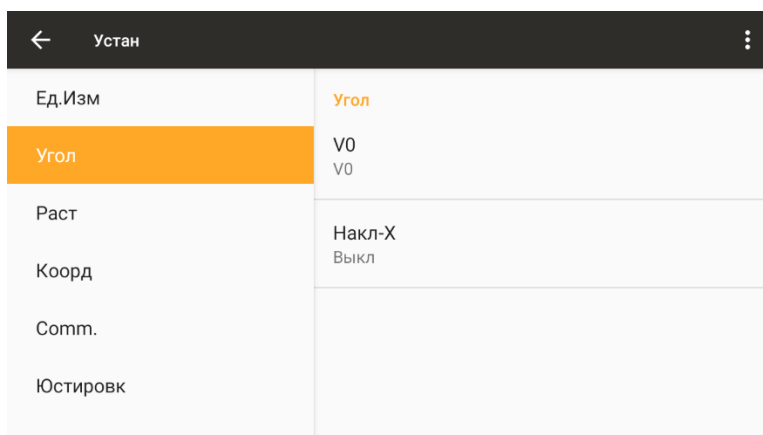 Устан
Ед.Изм
Угол
Раст
Коорд
Comm.
Юстировк
Угол
V0
V0
Накл-X
Выкл